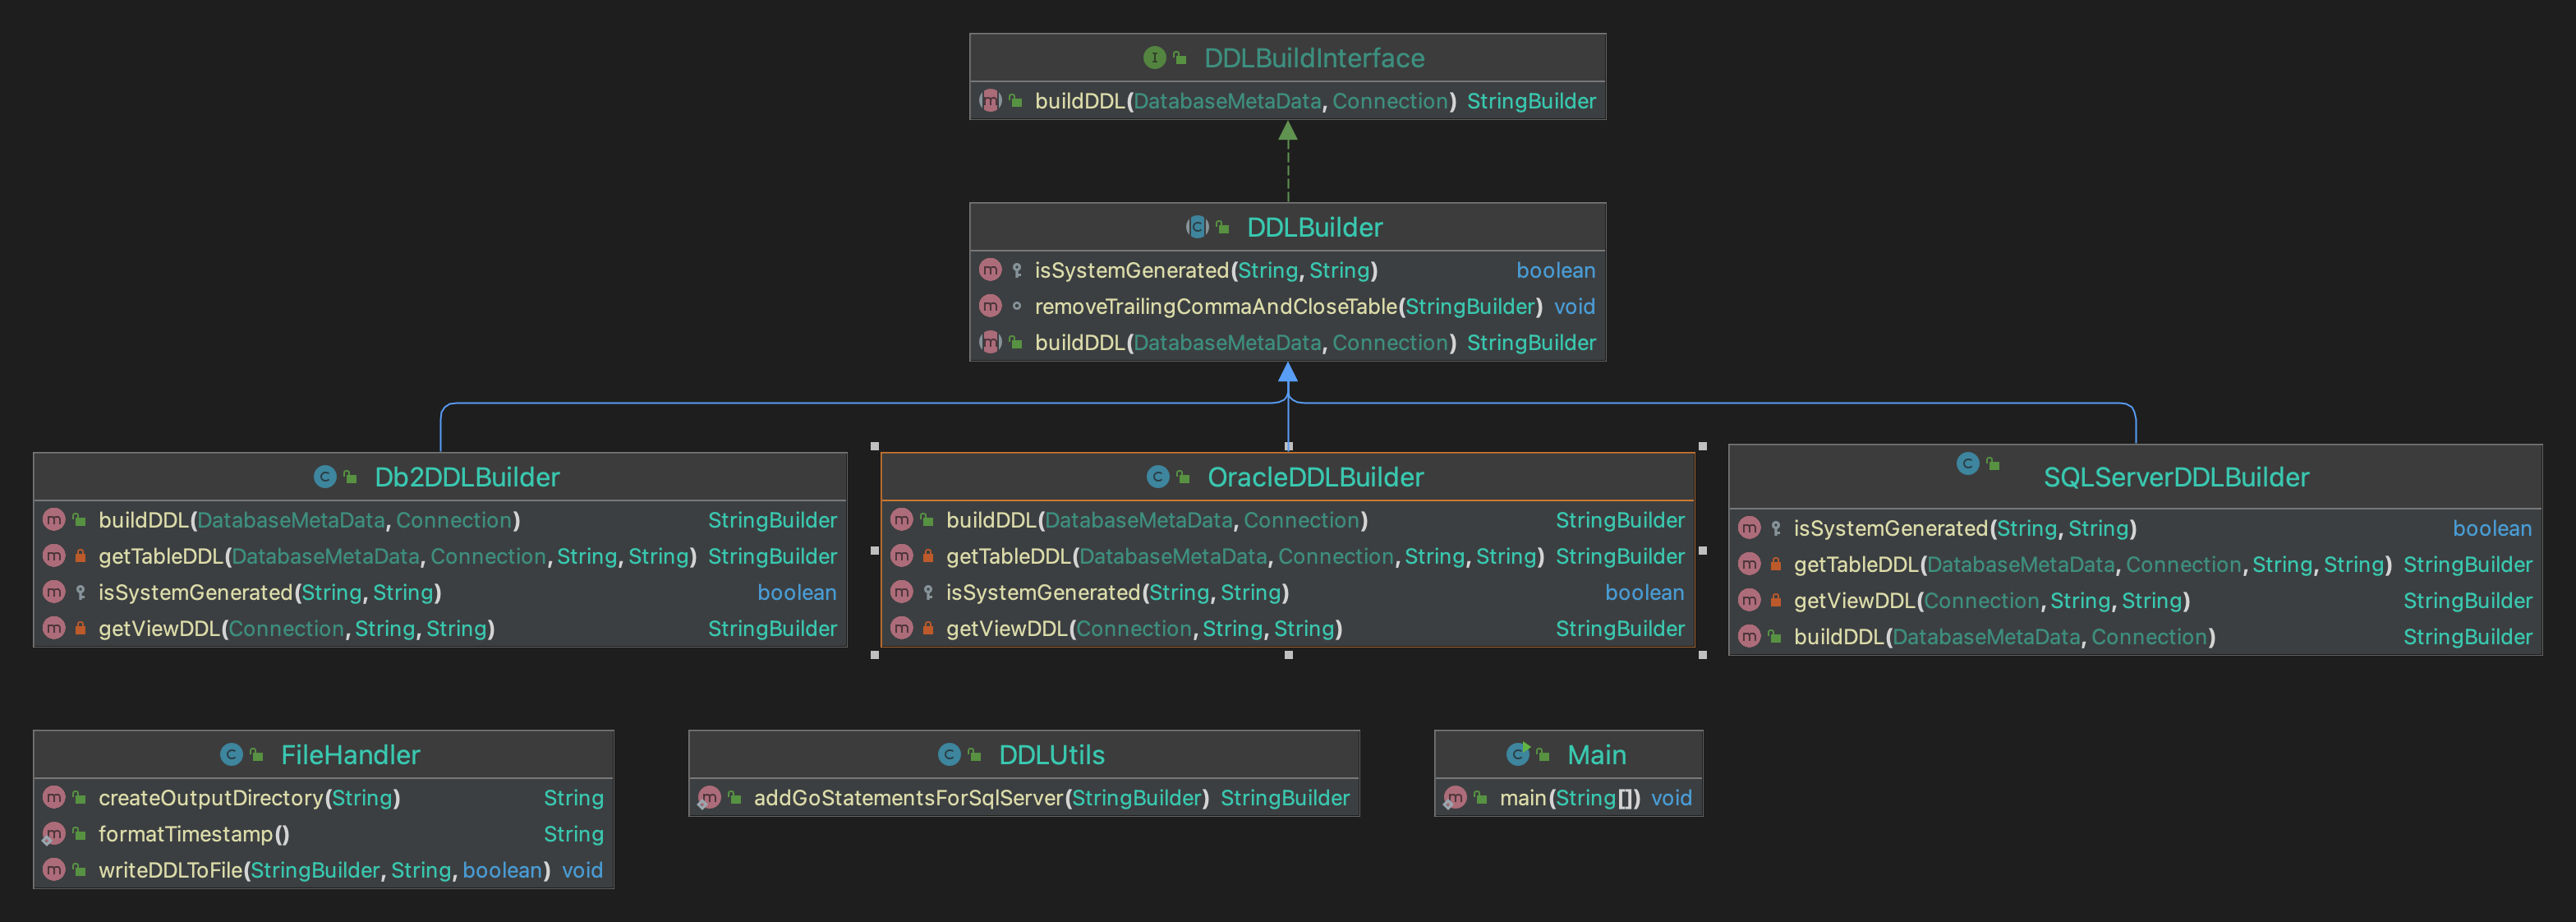 DDLBuildInterface
buildDDL(DatabaseMetaData, Connection) StringBuilder
DDLBuilder
isSystemGenerated(String, String) boolean
removeTrailingCommaAndCloseTable(StringBuilder) void
buildDDL(DatabaseMetaData, Connection) StringBuilder
Db2DDLBuilder
buildDDL(DatabaseMetaData, Connection) StringBuilder
getTableDDL(DatabaseMetaData, Connection, String, String) StringBuilder
isSystemGenerated(String, String) boolean
getViewDDL(Connection, String, String) StringBuilder
OracleDDLBuilder
buildDDL(DatabaseMetaData, Connection) StringBuilder
getTableDDL(DatabaseMetaData, Connection, String, String) StringBuilder
isSystemGenerated(String, String) boolean
getViewDDL(Connection, String, String) StringBuilder
SQLServerDDLBuilder
isSystemGenerated(String, String) boolean
getTableDDL(DatabaseMetaData, Connection, String, String) StringBuilder
getViewDDL(Connection, String, String) StringBuilder
buildDDL(DatabaseMetaData, Connection) StringBuilder
FileHandler
createOutputDirectory(String) String
formatTimestamp() String
writeDDLToFile(StringBuilder, String, boolean) void
DDLUtils
addGoStatementsForSqlServer(StringBuilder) StringBuilder
Main
main(String[]) void